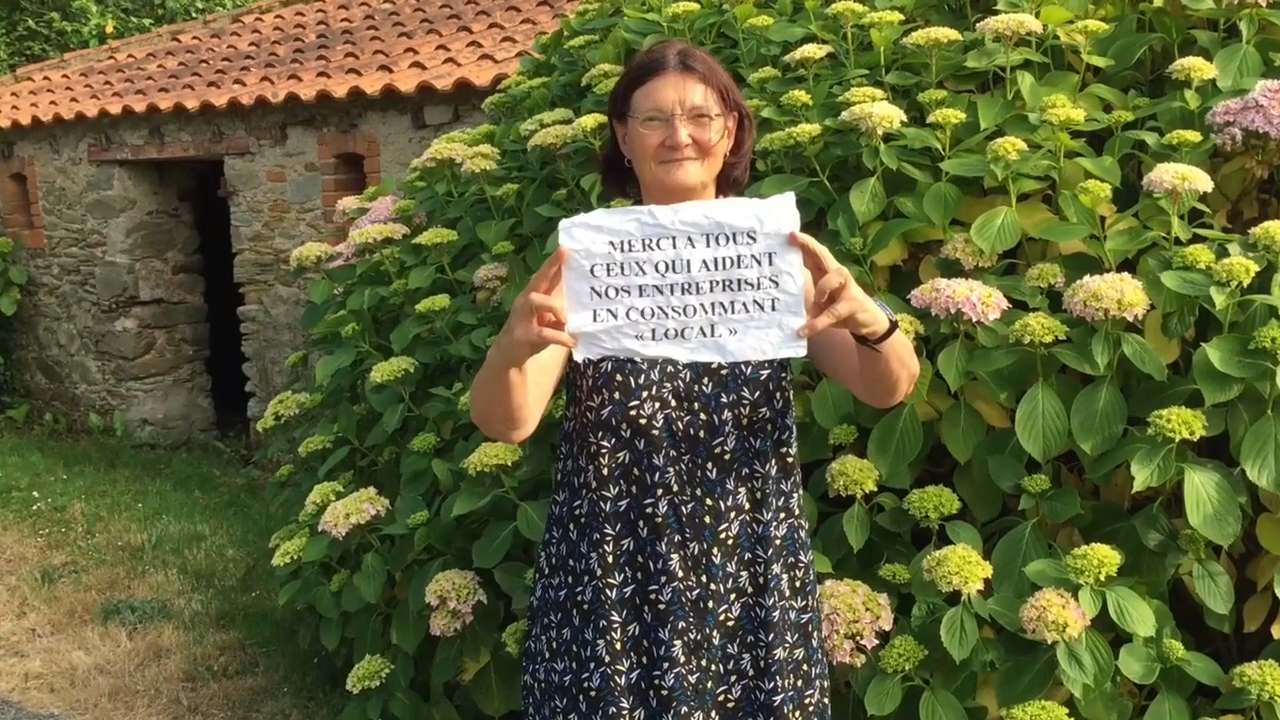 MERCI A TOUS
CEUX QUI AIDENT
NOS ENTREPRISES
EN CONSOMMANT
«LOCAL »